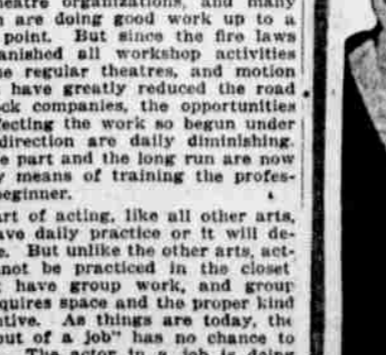 theatre organizations, and many
are doing good work up to a
point. But since the fire laws
anished all workshop activities
e regular theatres, and motion
have greatly reduced the road
ck companies, the opportunities
fecting the work so begun under
direction are daily diminishing.
e part and the long run are now
y means of training the profes-
eginner.
rt of acting, like all other arts,
ave daily practice or it will de-
e. But unlike the other arts, act-
not be practiced in the closet
have group work, and group
quires space and the proper kind
ntive. As things are today, the
out of a job" has no chance to
The actor in a job is doing